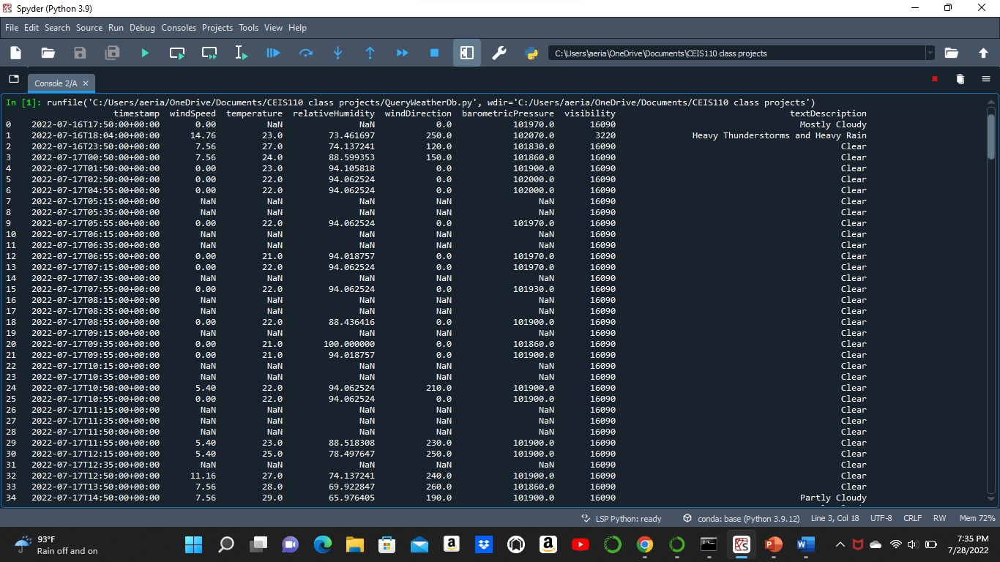 Spyder (Python 3.9)
File Edit Search Source Run Debug Consoles Projects Tools View Help
C:\Users\aeria\OneDrive\Documents\CEIS110 class projects
Console 2/A
In [1]: runfile('C:/Users/aeria/OneDrive/Documents/CEIS110 class projects/QueryWeatherDb.py', wdir='C:/Users/aeria/OneDrive/Documents/CEIS110 class projects')
timestamp windSpeed temperature relativeHumidity windDirection barometricPressure visibility textDescription
0 2022-07-16T17:50:00+00:00 0.00 NaN NaN 0.0 101970.0 16090 Mostly Cloudy
1 2022-07-16T18:04:00+00:00 14.76 23.0 73.461697 250.0 102070.0 3220 Heavy Thunderstorms and Heavy Rain
2 2022-07-16T23:50:00+00:00 7.56 27.0 74.137241 120.0 101830.0 16090 Clear
3 2022-07-17T00:50:00+00:00 7.56 24.0 88.599353 150.0 101860.0 16090 Clear
4 2022-07-17T01:50:00+00:00 0.00 23.0 94.105818 0.0 101900.0 16090 Clear
5 2022-07-17T02:50:00+00:00 0.00 22.0 94.062524 0.0 102000.0 16090 Clear
6 2022-07-17T04:55:00+00:00 0.00 22.0 94.062524 0.0 102000.0 16090 Clear
7 2022-07-17T05:15:00+00:00 NaN NaN NaN NaN NaN 16090 Clear
8 2022-07-17T05:35:00+00:00 NaN NaN NaN NaN NaN 16090 Clear
9 2022-07-17T05:55:00+00:00 0.00 22.0 94.062524 0.0 101970.0 16090 Clear
10 2022-07-17T06:15:00+00:00 NaN NaN NaN NaN NaN 16090 Clear
11 2022-07-17T06:35:00+00:00 NaN NaN NaN NaN NaN 16090 Clear
12 2022-07-17T06:55:00+00:00 0.00 21.0 94.018757 0.0 101970.0 16090 Clear
13 2022-07-17T07:15:00+00:00 0.00 22.0 94.062524 0.0 101970.0 16090 Clear
14 2022-07-17T07:35:00+00:00 NaN NaN NaN NaN NaN 16090 Clear
15 2022-07-17T07:55:00+00:00 0.00 22.0 94.062524 0.0 101930.0 16090 Clear
16 2022-07-17T08:15:00+00:00 NaN NaN NaN NaN NaN 16090 Clear
17 2022-07-17T08:35:00+00:00 NaN NaN NaN NaN NaN 16090 Clear
18 2022-07-17T08:55:00+00:00 0.00 22.0 88.436416 0.0 101900.0 16090 Clear
19 2022-07-17T09:15:00+00:00 NaN NaN NaN NaN NaN 16090 Clear
20 2022-07-17T09:35:00+00:00 0.00 21.0 100.000000 0.0 101860.0 16090 Clear
21 2022-07-17T09:55:00+00:00 0.00 21.0 94.018757 0.0 101900.0 16090 Clear
22 2022-07-17T10:15:00+00:00 NaN NaN NaN NaN NaN 16090 Clear
23 2022-07-17T10:35:00+00:00 NaN NaN NaN NaN NaN 16090 Clear
24 2022-07-17T10:50:00+00:00 5.40 22.0 94.062524 210.0 101900.0 16090 Clear
25 2022-07-17T10:55:00+00:00 0.00 22.0 94.062524 0.0 101900.0 16090 Clear
26 2022-07-17T11:15:00+00:00 NaN NaN NaN NaN NaN 16090 Clear
27 2022-07-17T11:35:00+00:00 NaN NaN NaN NaN NaN 16090 Clear
28 2022-07-17T11:50:00+00:00 NaN NaN NaN NaN NaN 16090 Clear
29 2022-07-17T11:55:00+00:00 5.40 23.0 88.518308 230.0 101900.0 16090 Clear
30 2022-07-17T12:15:00+00:00 5.40 25.0 78.497647 250.0 101900.0 16090 Clear
31 2022-07-17T12:35:00+00:00 NaN NaN NaN NaN NaN 16090 Clear
32 2022-07-17T12:50:00+00:00 11.16 27.0 74.137241 240.0 101900.0 16090 Clear
33 2022-07-17T13:50:00+00:00 7.56 28.0 69.922847 260.0 101860.0 16090 Clear
34 2022-07-17T14:50:00+00:00 7.56 29.0 65.976405 190.0 101900.0 16090 Partly Cloudy
LSP Python: ready conda: base (Python 3.9.12) Line 3, Col 18 UTF-8 CRLF RW Mem 72%
93°F
Rain off and on
7:35 PM
7/28/2022